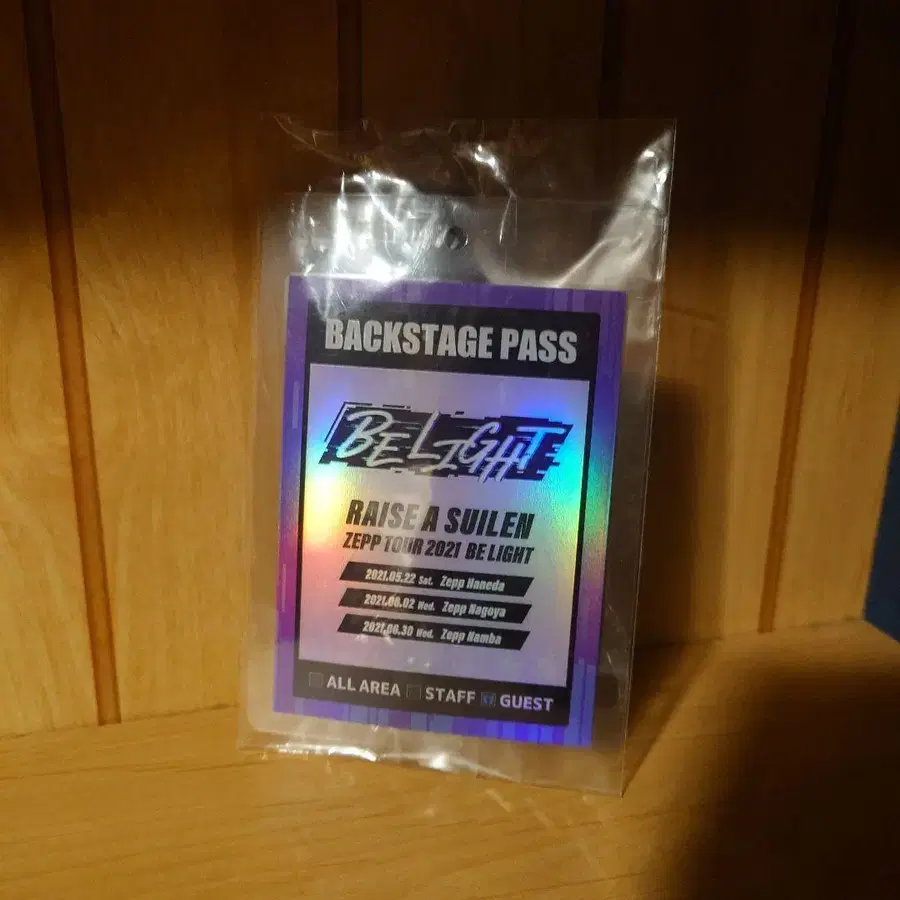 BACKSTAGE PASS
BE LIGHT
RAISE A SUILEN
ZEPP TOUR 2021 BE LIGHT
2021.05.22 Sat. Zepp Haneda
2021.06.02 Wed. Zepp Nagoya
2021.06.30 Wed. Zepp Namba
ALL AREA STAFF GUEST